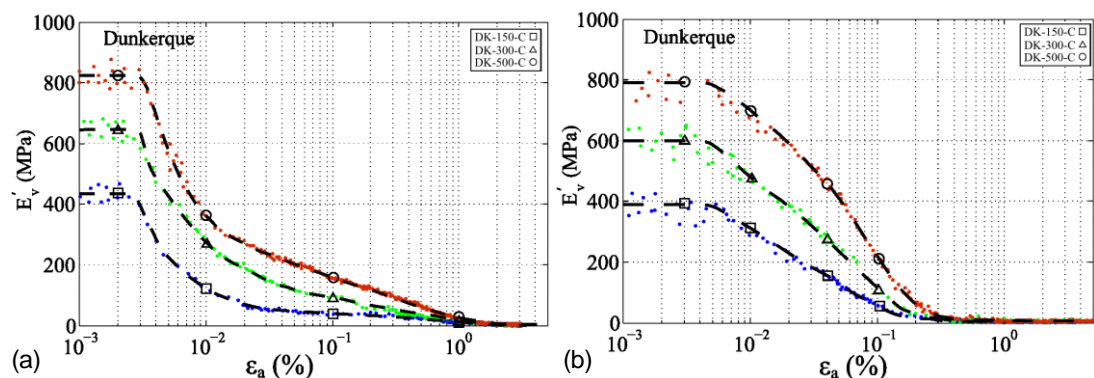 1000
800
600
400
200
0
E'v (MPa)
Dunkerque
DK-150-C
DK-300-C
DK-500-C
10−3 10−2 10−1 100
εa (%)
(a)
1000
800
600
400
200
0
E'v (MPa)
Dunkerque
DK-150-C
DK-300-C
DK-500-C
10−3 10−2 10−1 100
εa (%)
(b)